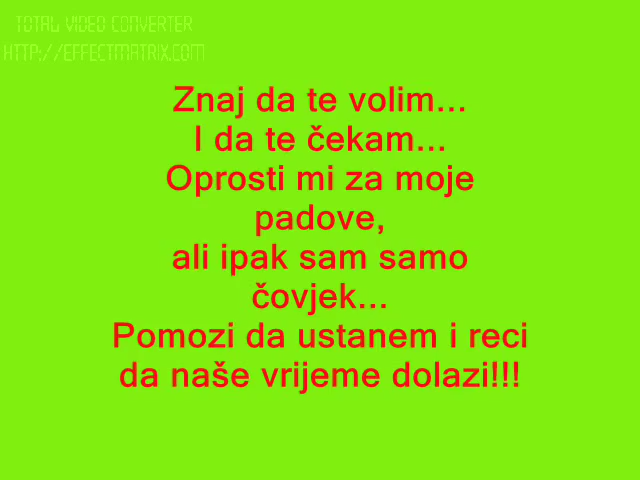 TOTAL VIDEO CONVERTER
HTTP://EFFECTMATRIX.COM
Znaj da te volim...
I da te čekam...
Oprosti mi za moje
padove,
ali ipak sam samo
čovjek...
Pomozi da ustanem i reci
da naše vrijeme dolazi!!!